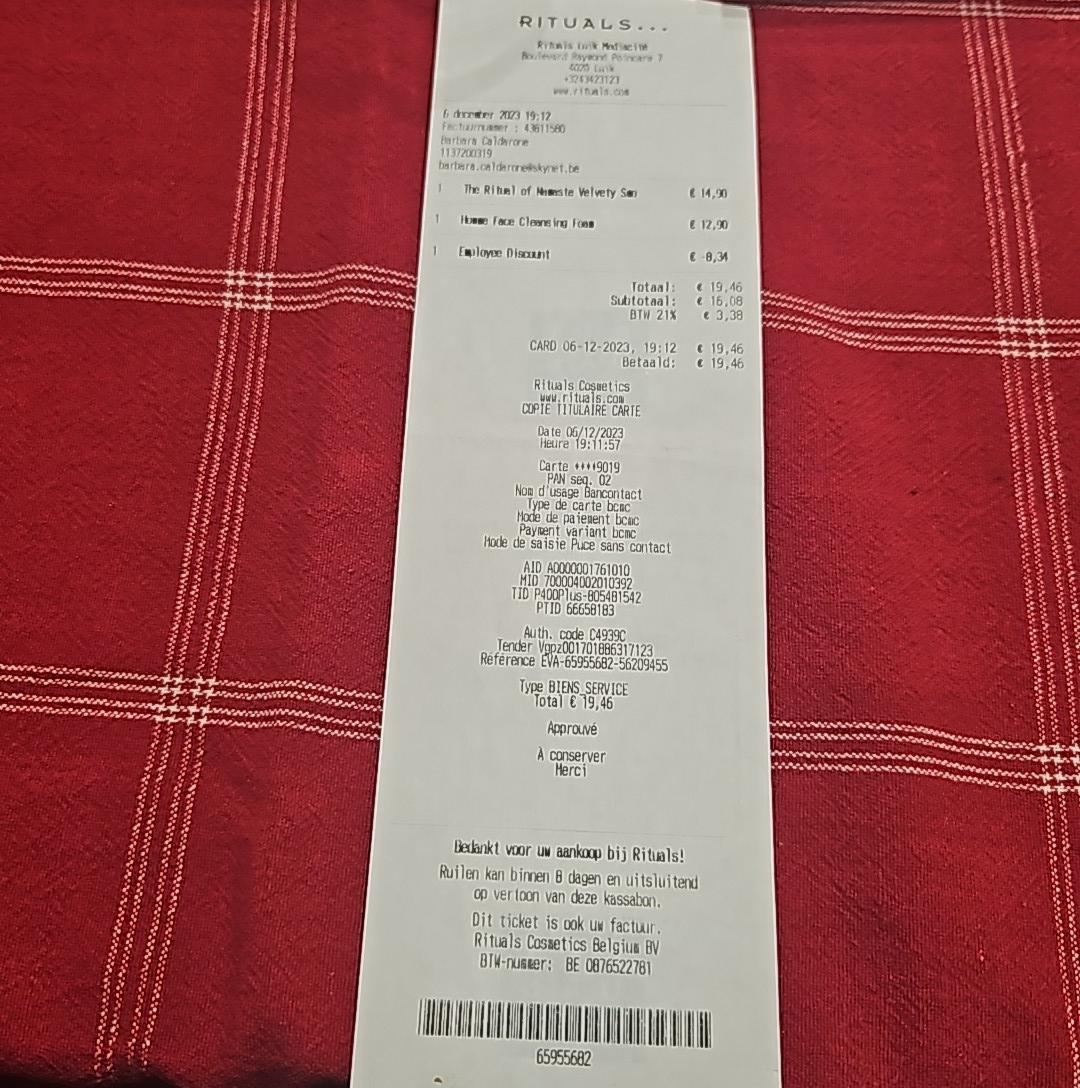 RITUALS...
Rituals Luik Mediacité
Boulevard Raymond Poincare 7
4020 Luik
+3243423123
www.rituals.com
6 december 2023 19:12
Factuurnummer : 43611580
Barbara Calderone
1137200319
barbara.calderone@skynet.be
1 The Ritual of Namaste Velvety Smo € 14,90
1 Homme Face Cleansing Foam € 12,90
1 Employee Discount € -8,34
Totaal: € 19,46
Subtotaal: € 16,08
BTW 21% € 3,38
CARD 06-12-2023, 19:12 € 19,46
Betaald: € 19,46
Rituals Cosmetics
www.rituals.com
COPIE TITULAIRE CARTE
Date 06/12/2023
Heure 19:11:57
Carte ****9019
PAN seq. 02
Nom d'usage Bancontact
Type de carte bcmc
Mode de paiement bcmc
Payment variant bcmc
Mode de saisie Puce sans contact
AID A0000001761010
MID 700004002010392
TID P400Plus-805481542
PTID 66658183
Auth. code C4939C
Tender Vgpz001701886317123
Référence EVA-65955682-56209455
Type BIENS_SERVICE
Total € 19,46
Approuvé
À conserver
Merci
Bedankt voor uw aankoop bij Rituals!
Ruilen kan binnen 8 dagen en uitsluitend
op vertoon van deze kassabon.
Dit ticket is ook uw factuur.
Rituals Cosmetics Belgium BV
BTW-nummer: BE 0876522781
65955682